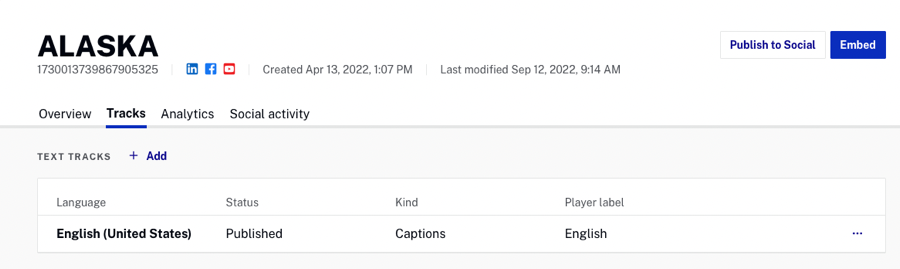 ALASKA
Publish to Social Embed
1730013739867905325 Created Apr 13, 2022, 1:07 PM Last modified Sep 12, 2022, 9:14 AM
Overview Tracks Analytics Social activity
TEXT TRACKS + Add
Language Status Kind Player label
English (United States) Published Captions English ...